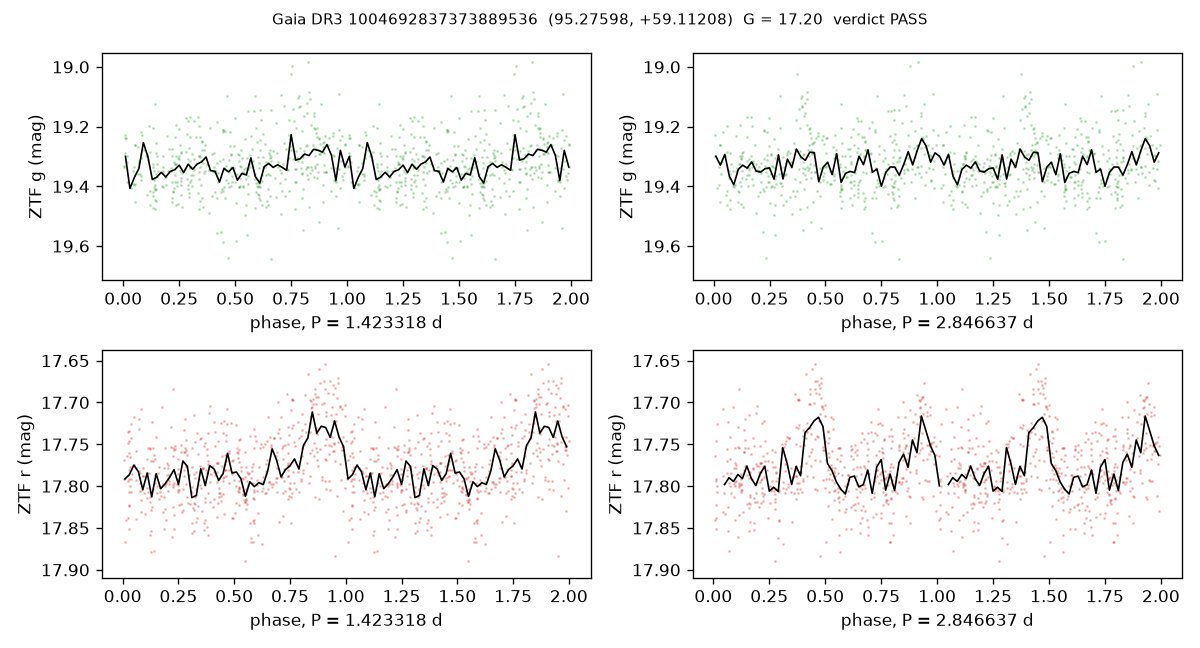 Gaia DR3 1004692837373889536 (95.27598, +59.11208) G = 17.20 verdict PASS
ZTF g (mag)
19.0
19.2
19.4
19.6
0.00 0.25 0.50 0.75 1.00 1.25 1.50 1.75 2.00
phase, P = 1.423318 d
ZTF g (mag)
19.0
19.2
19.4
19.6
0.00 0.25 0.50 0.75 1.00 1.25 1.50 1.75 2.00
phase, P = 2.846637 d
ZTF r (mag)
17.65
17.70
17.75
17.80
17.85
17.90
0.00 0.25 0.50 0.75 1.00 1.25 1.50 1.75 2.00
phase, P = 1.423318 d
ZTF r (mag)
17.65
17.70
17.75
17.80
17.85
17.90
0.00 0.25 0.50 0.75 1.00 1.25 1.50 1.75 2.00
phase, P = 2.846637 d